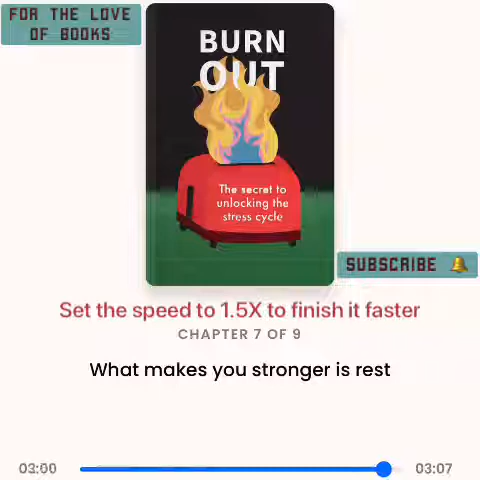 FOR THE LOVE
OF BOOKS
BURN
OUT
The secret to
unlocking the
stress cycle
SUBSCRIBE 🔔
Set the speed to 1.5X to finish it faster
CHAPTER 7 OF 9
What makes you stronger is rest
03:00
03:07